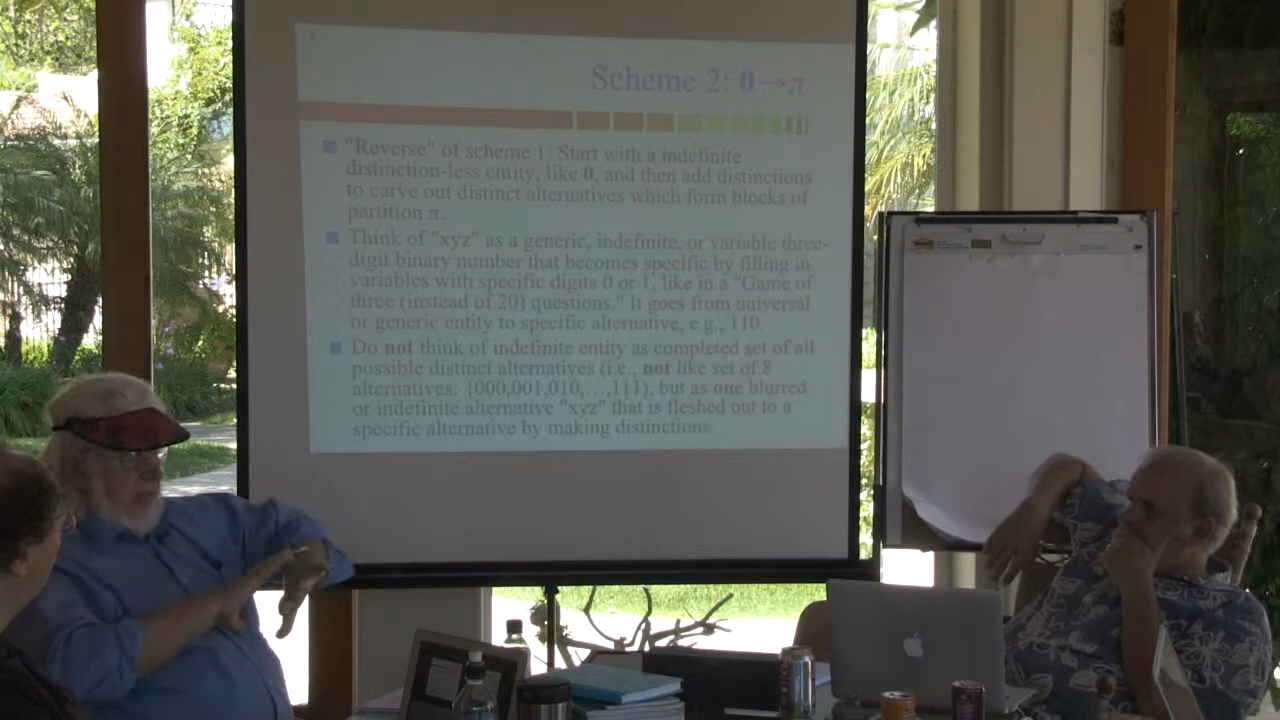 Scheme 2: 0→π
"Reverse" of scheme 1: Start with a indefinite
distinction-less entity, like 0, and then add distinctions
to carve out distinct alternatives which form blocks of
partition π.
Think of "xyz" as a generic, indefinite, or variable three-
digit binary number that becomes specific by filling in
variables with specific digits 0 or 1, like in a "Game of
three (instead of 20) questions." It goes from universal
or generic entity to specific alternative, e.g., 110.
Do not think of indefinite entity as completed set of all
possible distinct alternatives (i.e., not like set of 8
alternatives: {000,001,010,…,111), but as one blurred
or indefinite alternative "xyz" that is fleshed out to a
specific alternative by making distinctions.